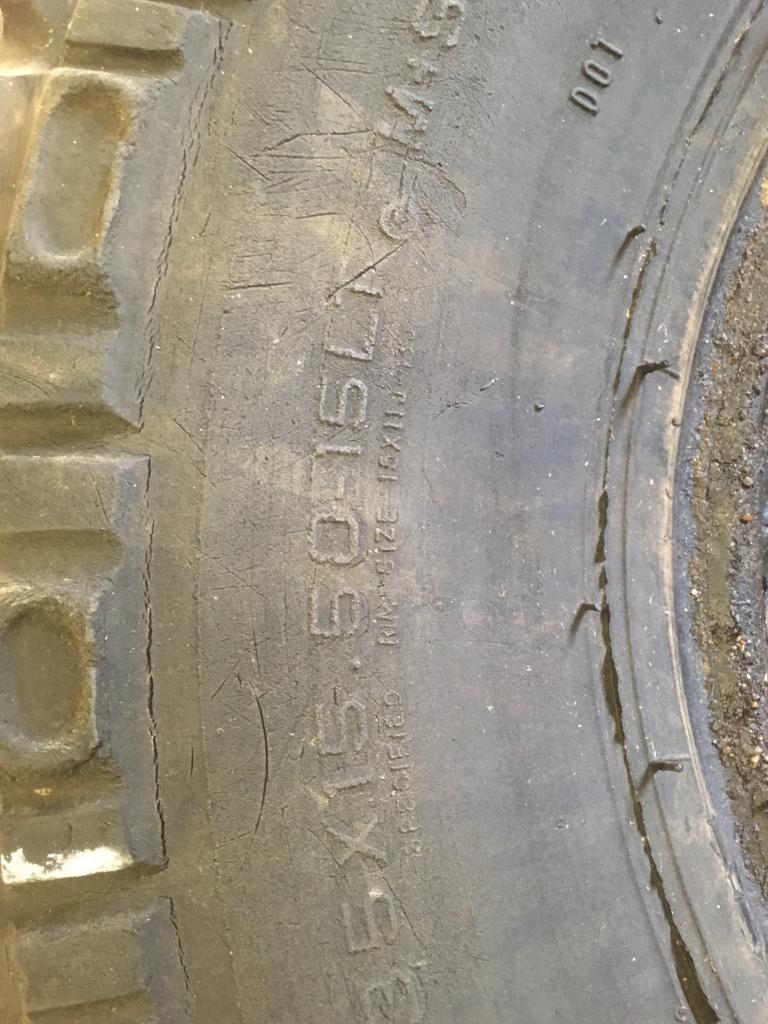 35X15.50-15LT M+S
SPECIFIED RIM SIZE 15X11J
DOT